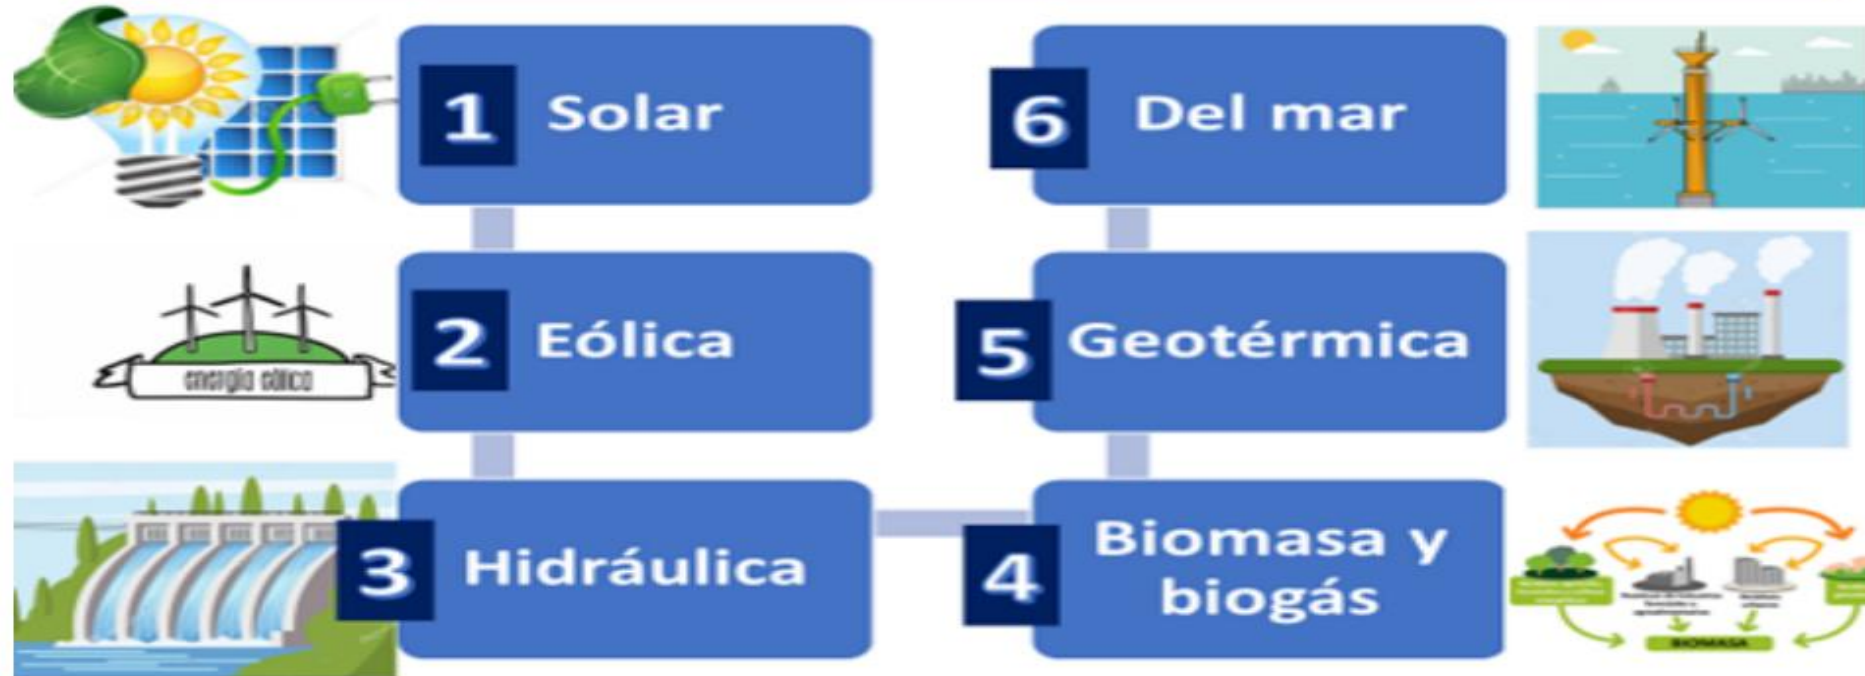 1 Solar
2 Eólica
energía eólica
3 Hidráulica
4 Biomasa y
biogás
5 Geotérmica
6 Del mar
BIOMASA